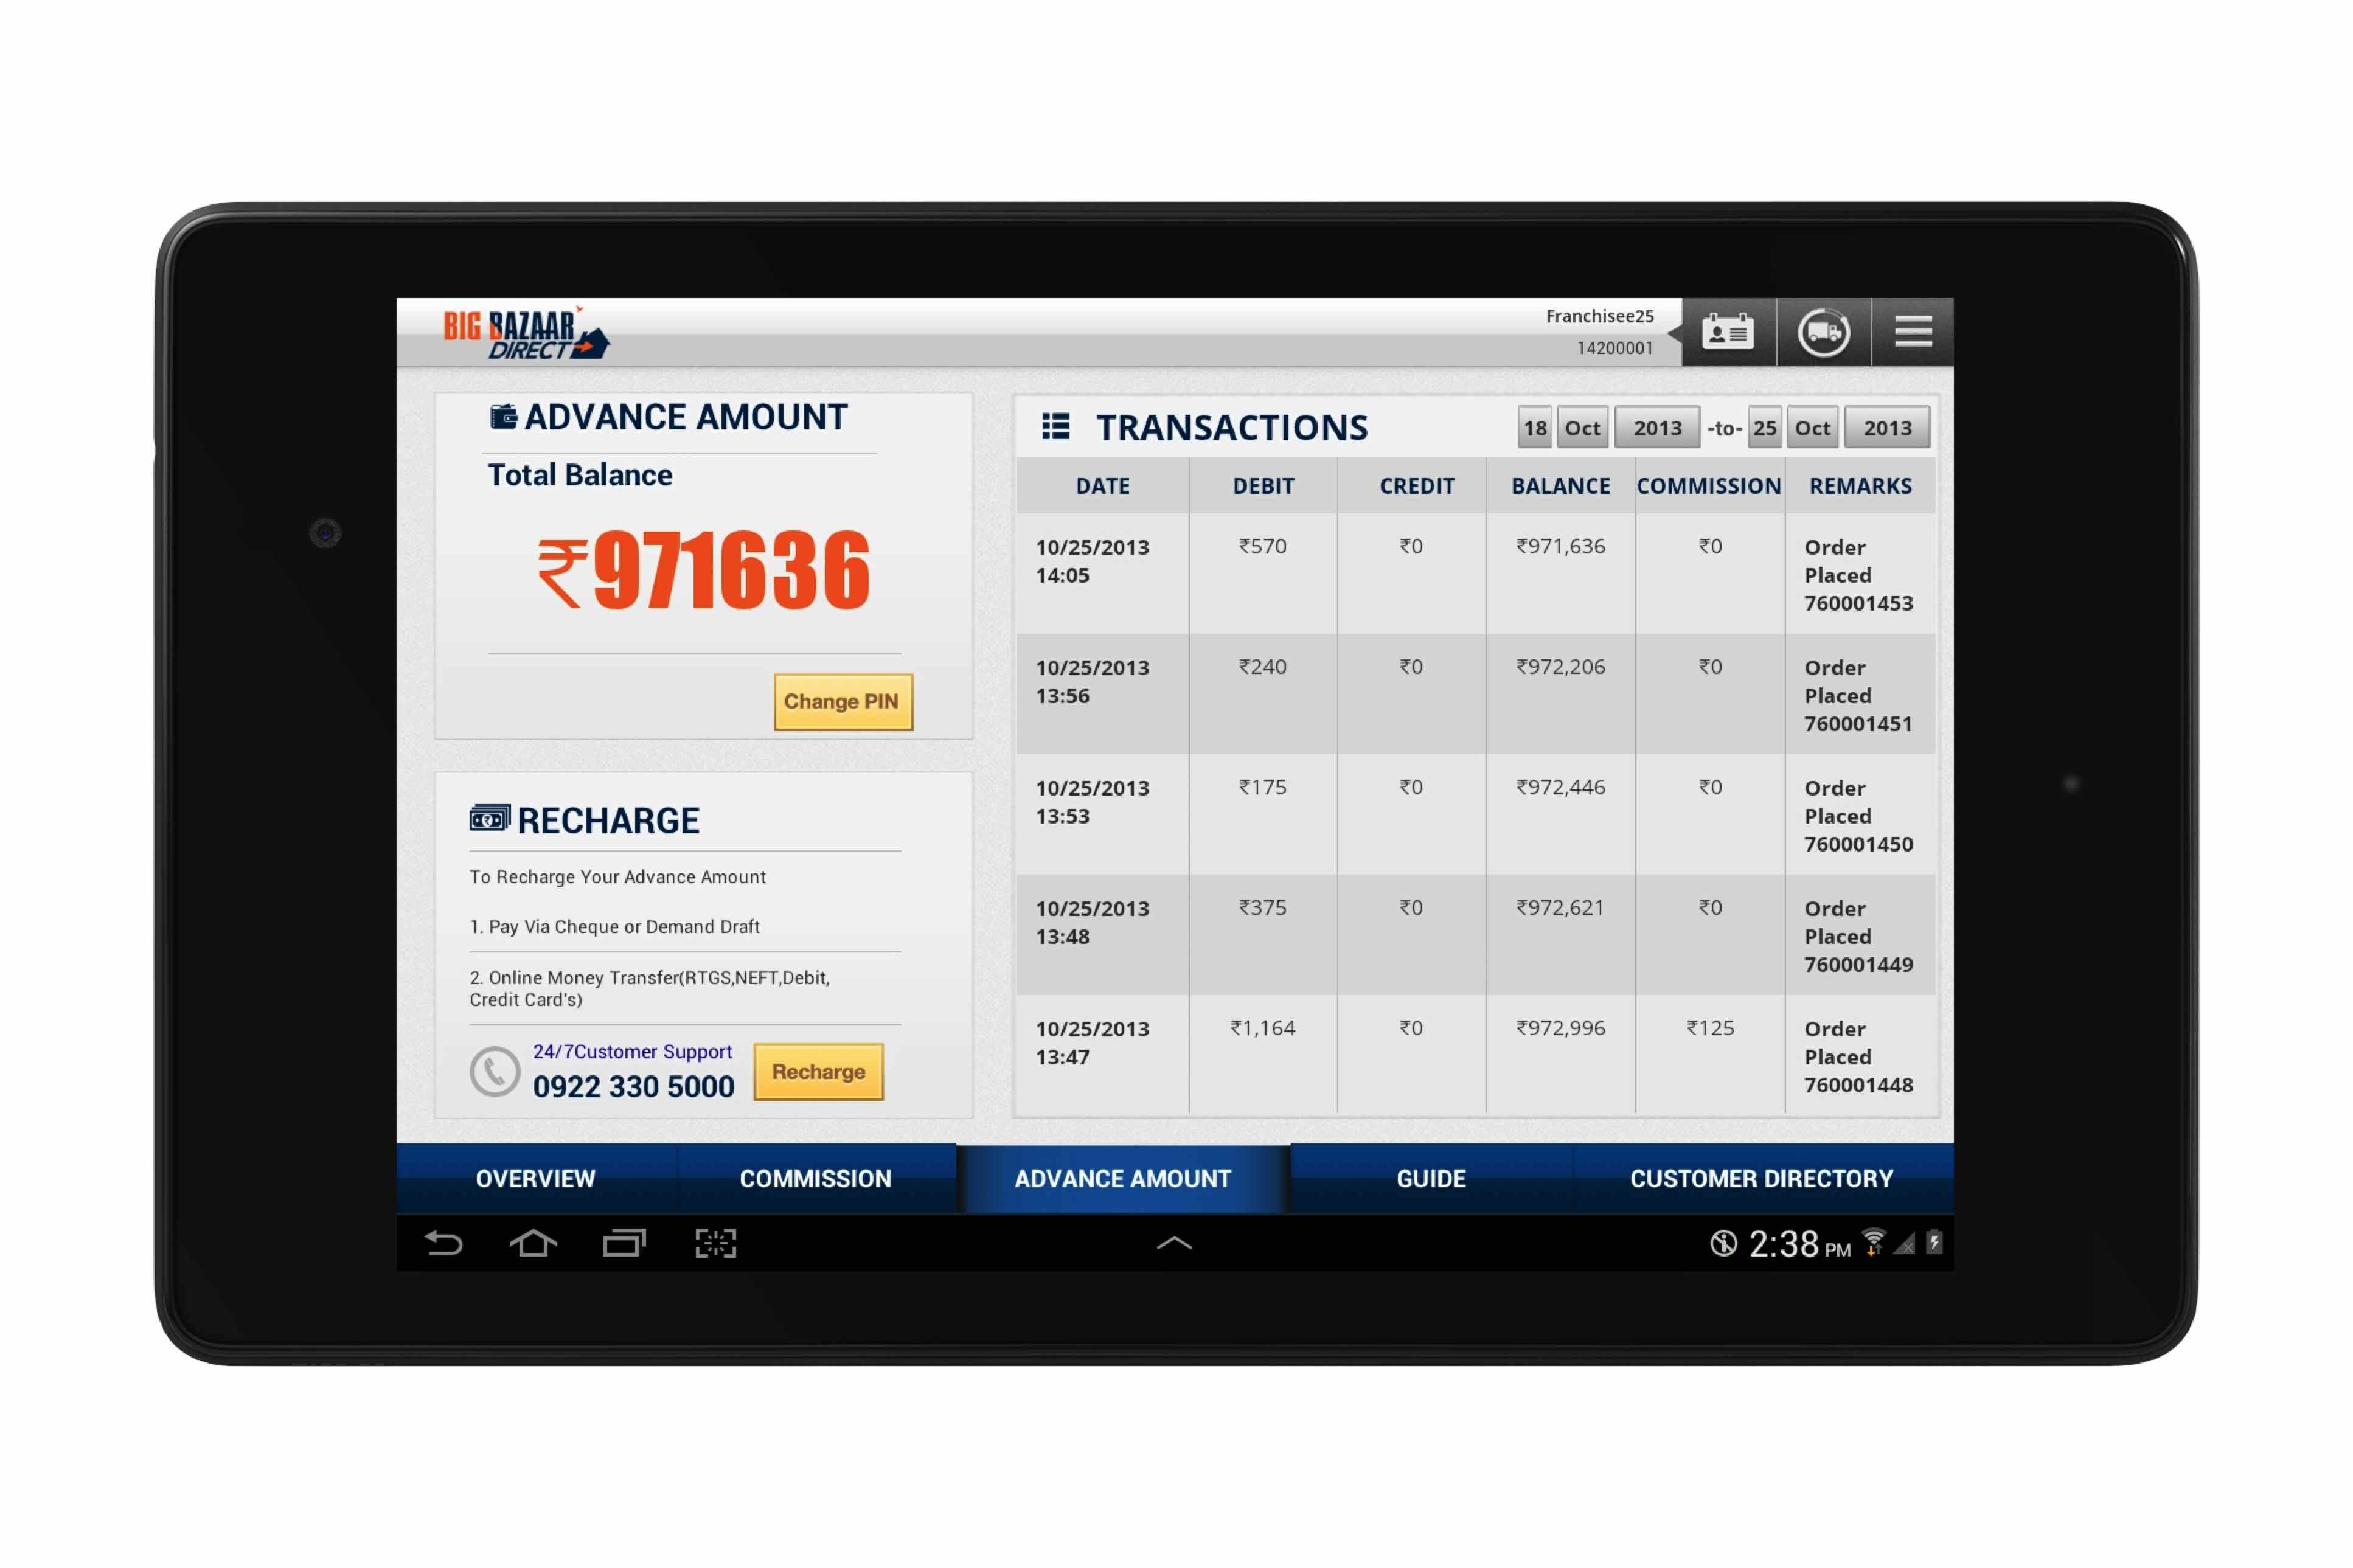 BIG BAZAAR
DIRECT
Franchisee25
14200001
ADVANCE AMOUNT
Total Balance
₹971636
Change PIN
RECHARGE
To Recharge Your Advance Amount
1. Pay Via Cheque or Demand Draft
2. Online Money Transfer(RTGS,NEFT,Debit,
Credit Card's)
24/7Customer Support
0922 330 5000
Recharge
TRANSACTIONS
18 Oct 2013 -to- 25 Oct 2013
DATE DEBIT CREDIT BALANCE COMMISSION REMARKS
10/25/2013 ₹570 ₹0 ₹971,636 ₹0 Order
14:05 Placed
760001453
10/25/2013 ₹240 ₹0 ₹972,206 ₹0 Order
13:56 Placed
760001451
10/25/2013 ₹175 ₹0 ₹972,446 ₹0 Order
13:53 Placed
760001450
10/25/2013 ₹375 ₹0 ₹972,621 ₹0 Order
13:48 Placed
760001449
10/25/2013 ₹1,164 ₹0 ₹972,996 ₹125 Order
13:47 Placed
760001448
OVERVIEW COMMISSION ADVANCE AMOUNT GUIDE CUSTOMER DIRECTORY
2:38 PM